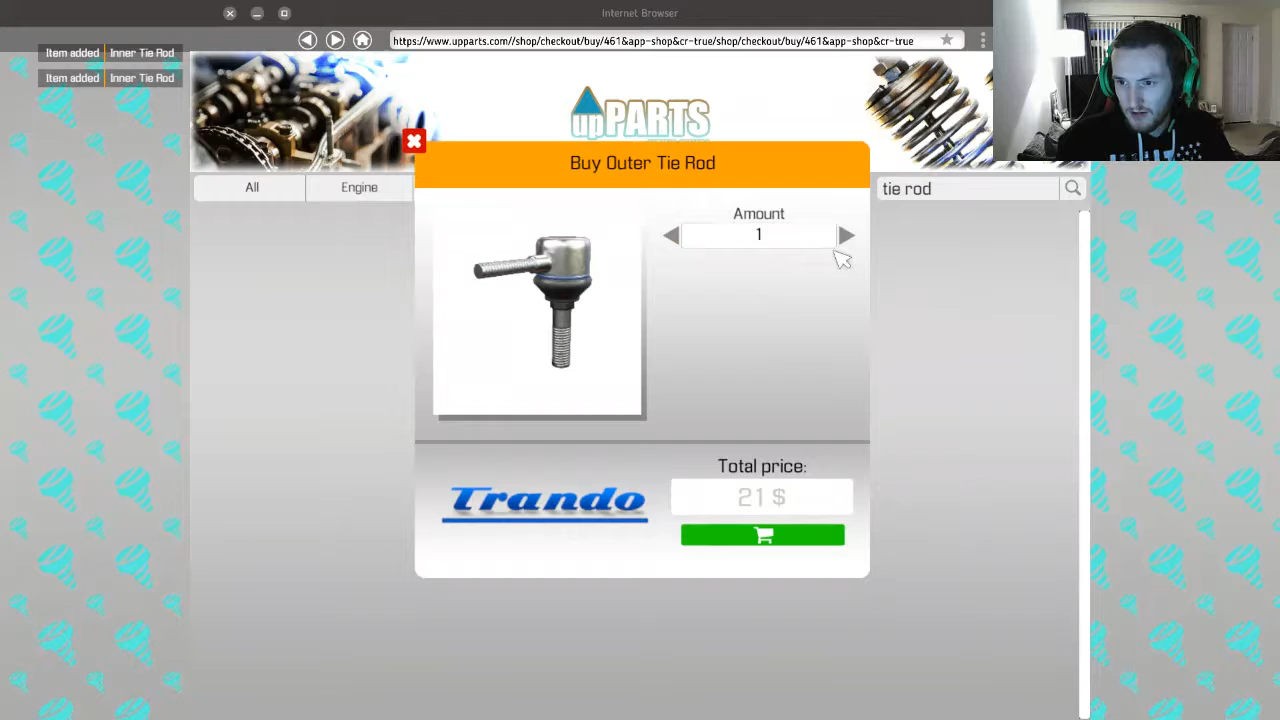 Internet Browser
https://www.upparts.com//shop/checkout/buy/461&app-shop&cr-true/shop/checkout/buy/461&app-shop&cr-true
Item added Inner Tie Rod
Item added Inner Tie Rod
upPARTS
Buy Outer Tie Rod
All
Engine
tie rod
Amount
1
Total price:
Trando
21 $